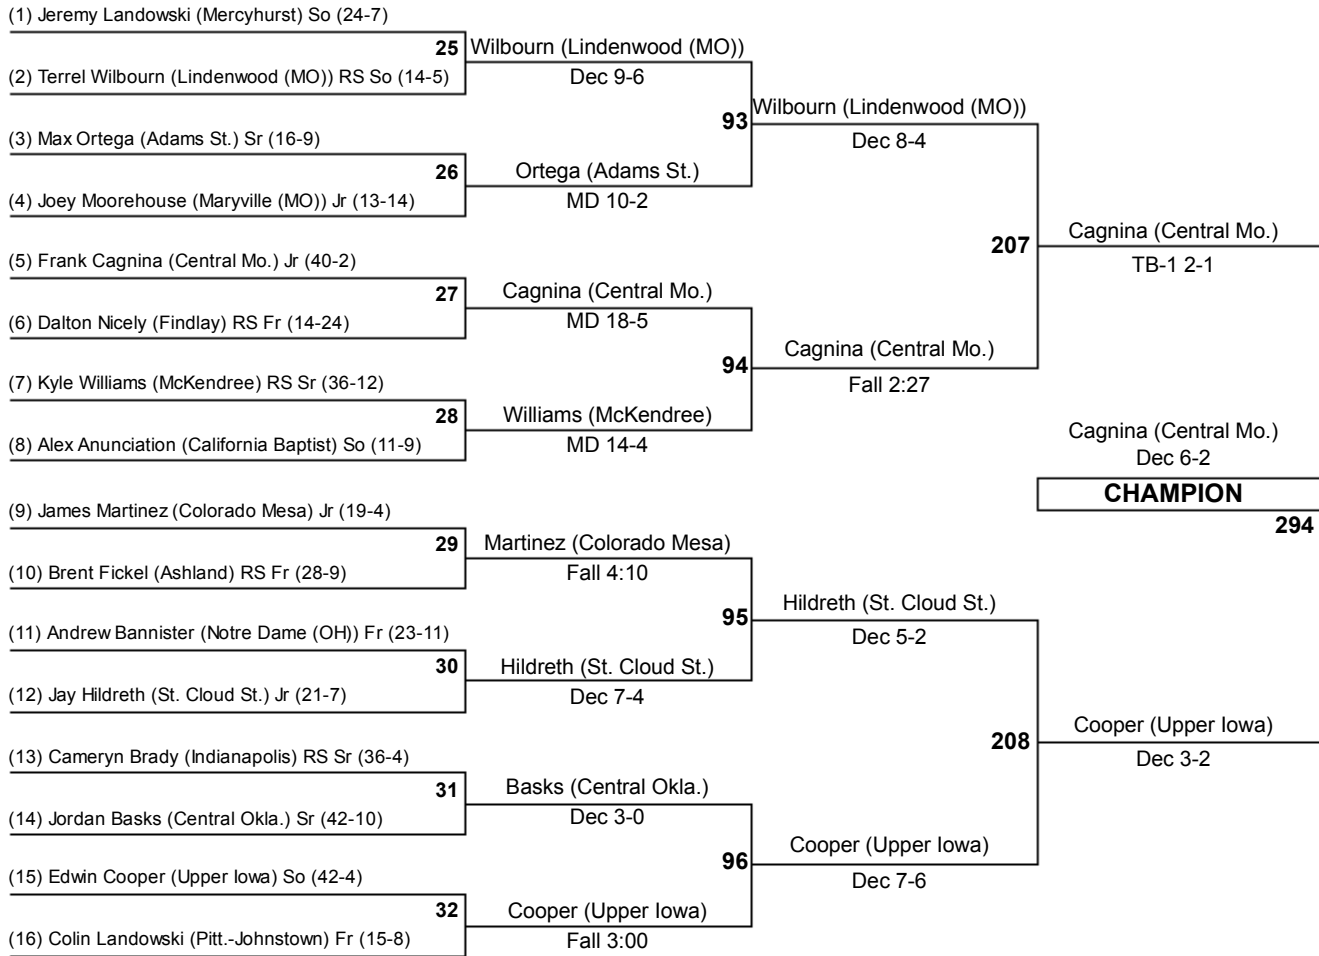 (1) Jeremy Landowski (Mercyhurst) So (24-7)
25
Wilbourn (Lindenwood (MO))
Dec 9-6
(2) Terrel Wilbourn (Lindenwood (MO)) RS So (14-5)
93
Wilbourn (Lindenwood (MO))
Dec 8-4
(3) Max Ortega (Adams St.) Sr (16-9)
26
Ortega (Adams St.)
MD 10-2
(4) Joey Moorehouse (Maryville (MO)) Jr (13-14)
207
Cagnina (Central Mo.)
TB-1 2-1
(5) Frank Cagnina (Central Mo.) Jr (40-2)
27
Cagnina (Central Mo.)
MD 18-5
(6) Dalton Nicely (Findlay) RS Fr (14-24)
94
Cagnina (Central Mo.)
Fall 2:27
(7) Kyle Williams (McKendree) RS Sr (36-12)
28
Williams (McKendree)
MD 14-4
(8) Alex Anunciation (California Baptist) So (11-9)
Cagnina (Central Mo.)
Dec 6-2
CHAMPION
294
(9) James Martinez (Colorado Mesa) Jr (19-4)
29
Martinez (Colorado Mesa)
Fall 4:10
(10) Brent Fickel (Ashland) RS Fr (28-9)
95
Hildreth (St. Cloud St.)
Dec 5-2
(11) Andrew Bannister (Notre Dame (OH)) Fr (23-11)
30
Hildreth (St. Cloud St.)
Dec 7-4
(12) Jay Hildreth (St. Cloud St.) Jr (21-7)
208
Cooper (Upper Iowa)
Dec 3-2
(13) Cameryn Brady (Indianapolis) RS Sr (36-4)
31
Basks (Central Okla.)
Dec 3-0
(14) Jordan Basks (Central Okla.) Sr (42-10)
96
Cooper (Upper Iowa)
Dec 7-6
(15) Edwin Cooper (Upper Iowa) So (42-4)
32
Cooper (Upper Iowa)
Fall 3:00
(16) Colin Landowski (Pitt.-Johnstown) Fr (15-8)